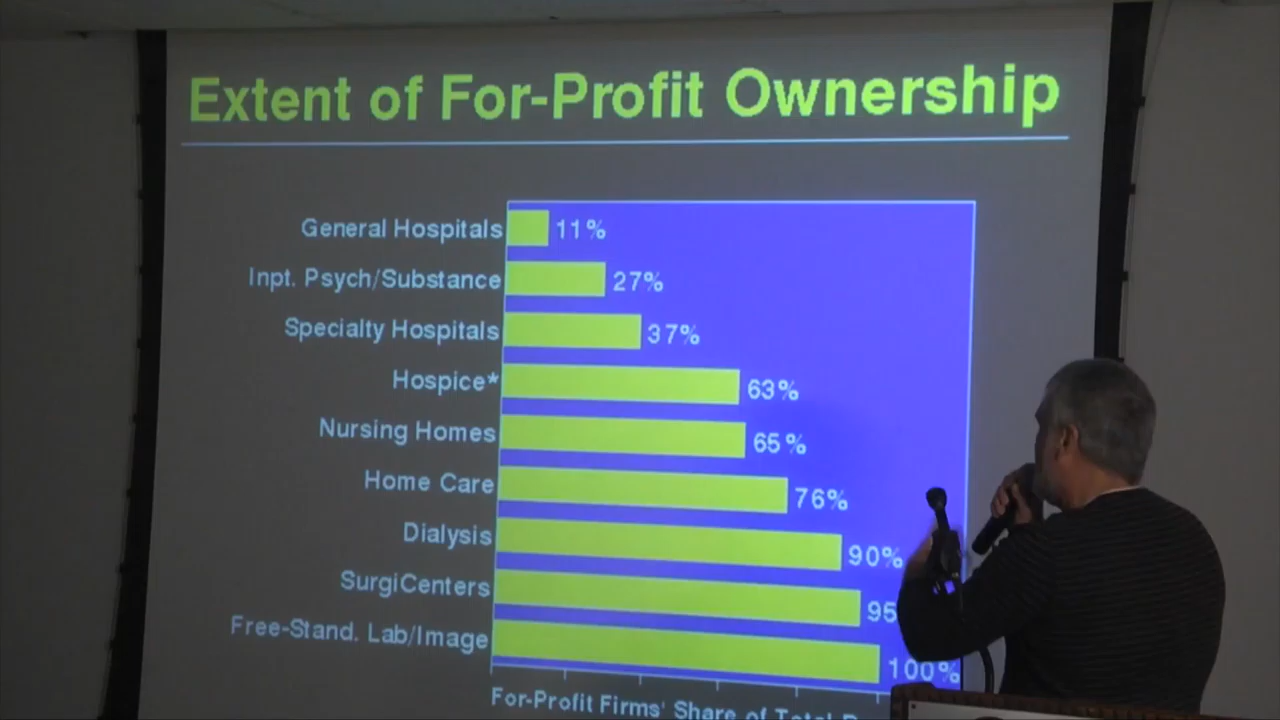 Extent of For-Profit Ownership
General Hospitals 11%
Inpt. Psych/Substance 27%
Specialty Hospitals 37%
Hospice* 63%
Nursing Homes 65%
Home Care 76%
Dialysis 90%
SurgiCenters 95
Free-Stand. Lab/Image 100%
For-Profit Firms' Share of Total